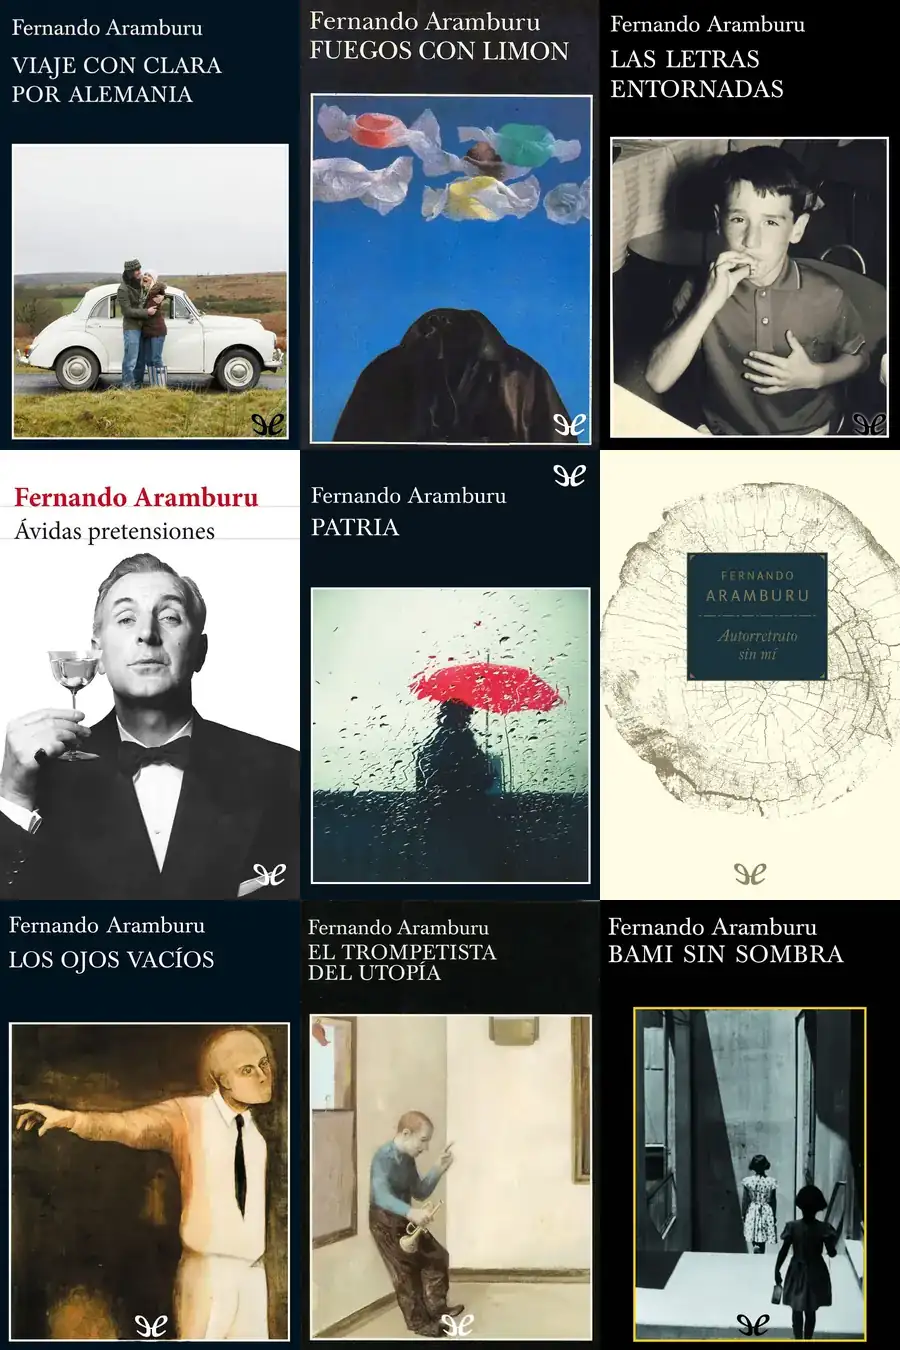 Fernando Aramburu
VIAJE CON CLARA
POR ALEMANIA
Fernando Aramburu
FUEGOS CON LIMON
Fernando Aramburu
LAS LETRAS
ENTORNADAS
Fernando Aramburu
Ávidas pretensiones
Fernando Aramburu
PATRIA
FERNANDO
ARAMBURU
Autorretrato
sin mí
Fernando Aramburu
LOS OJOS VACÍOS
Fernando Aramburu
EL TROMPETISTA
DEL UTOPÍA
Fernando Aramburu
BAMI SIN SOMBRA